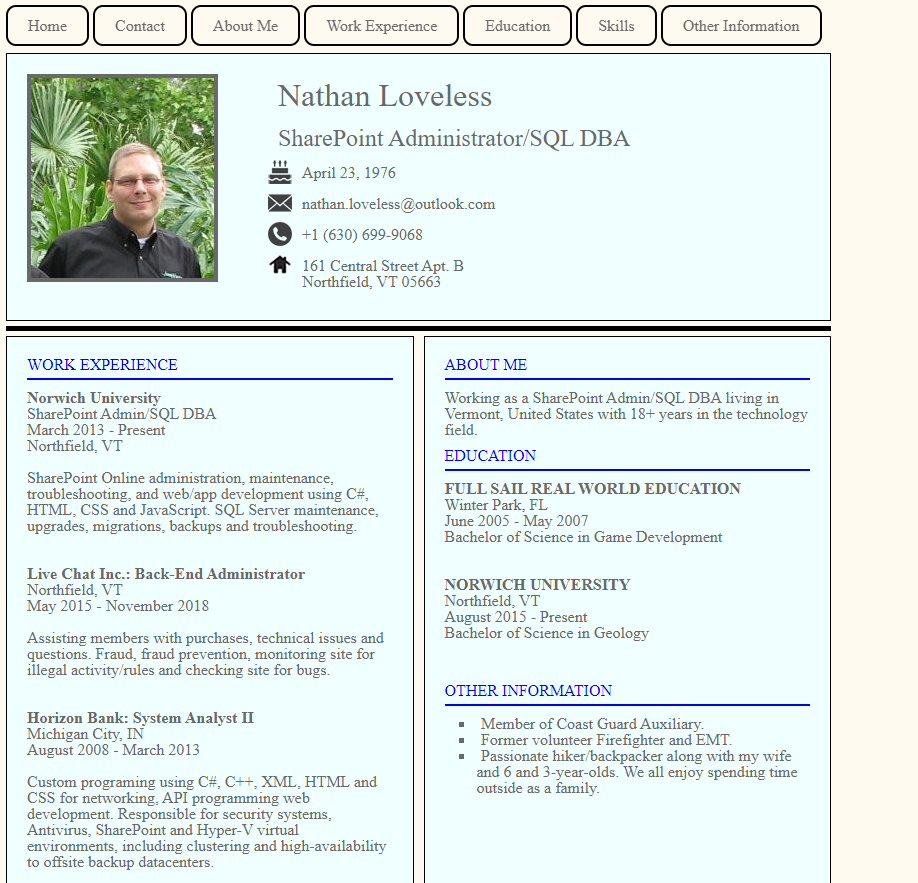 Home
Contact
About Me
Work Experience
Education
Skills
Other Information
Nathan Loveless
SharePoint Administrator/SQL DBA
April 23, 1976
nathan.loveless@outlook.com
+1 (630) 699-9068
161 Central Street Apt. B
Northfield, VT 05663
WORK EXPERIENCE
Norwich University
SharePoint Admin/SQL DBA
March 2013 - Present
Northfield, VT
SharePoint Online administration, maintenance,
troubleshooting, and web/app development using C#,
HTML, CSS and JavaScript. SQL Server maintenance,
upgrades, migrations, backups and troubleshooting.
Live Chat Inc.: Back-End Administrator
Northfield, VT
May 2015 - November 2018
Assisting members with purchases, technical issues and
questions. Fraud, fraud prevention, monitoring site for
illegal activity/rules and checking site for bugs.
Horizon Bank: System Analyst II
Michigan City, IN
August 2008 - March 2013
Custom programing using C#, C++, XML, HTML and
CSS for networking, API programming web
development. Responsible for security systems,
Antivirus, SharePoint and Hyper-V virtual
environments, including clustering and high-availability
to offsite backup datacenters.
ABOUT ME
Working as a SharePoint Admin/SQL DBA living in
Vermont, United States with 18+ years in the technology
field.
EDUCATION
FULL SAIL REAL WORLD EDUCATION
Winter Park, FL
June 2005 - May 2007
Bachelor of Science in Game Development
NORWICH UNIVERSITY
Northfield, VT
August 2015 - Present
Bachelor of Science in Geology
OTHER INFORMATION
Member of Coast Guard Auxiliary.
Former volunteer Firefighter and EMT.
Passionate hiker/backpacker along with my wife
and 6 and 3-year-olds. We all enjoy spending time
outside as a family.